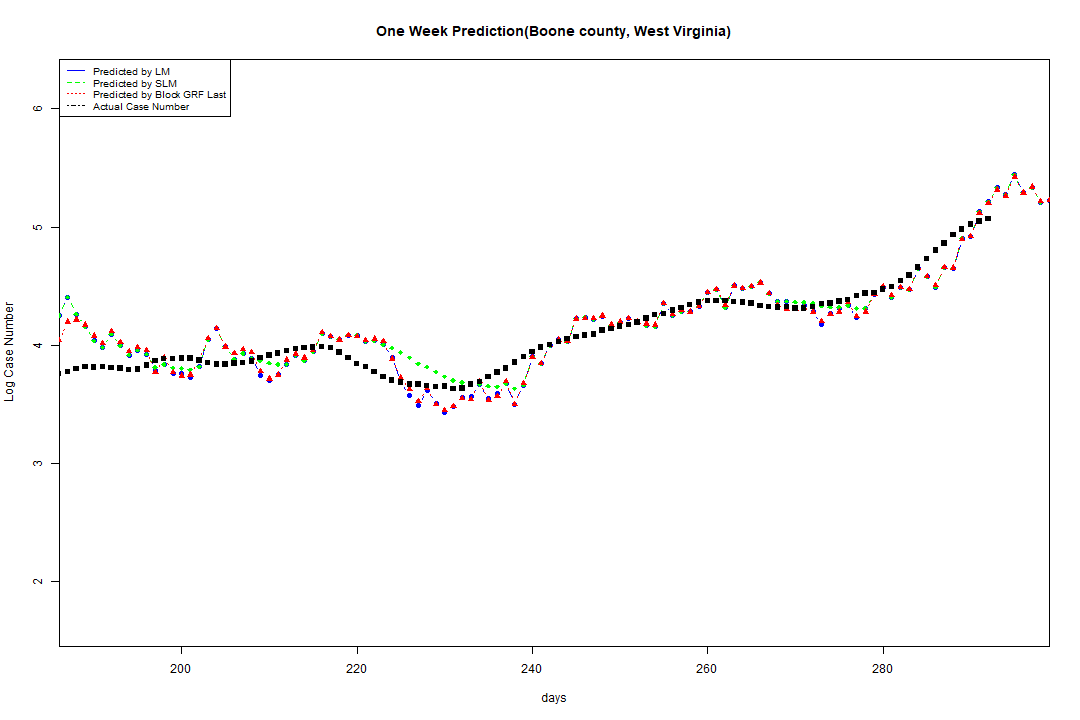 One Week Prediction(Boone county, West Virginia)
Predicted by LM
Predicted by SLM
Predicted by Block GRF Last
Actual Case Number
6
5
4
3
2
Log Case Number
200 220 240 260 280
days